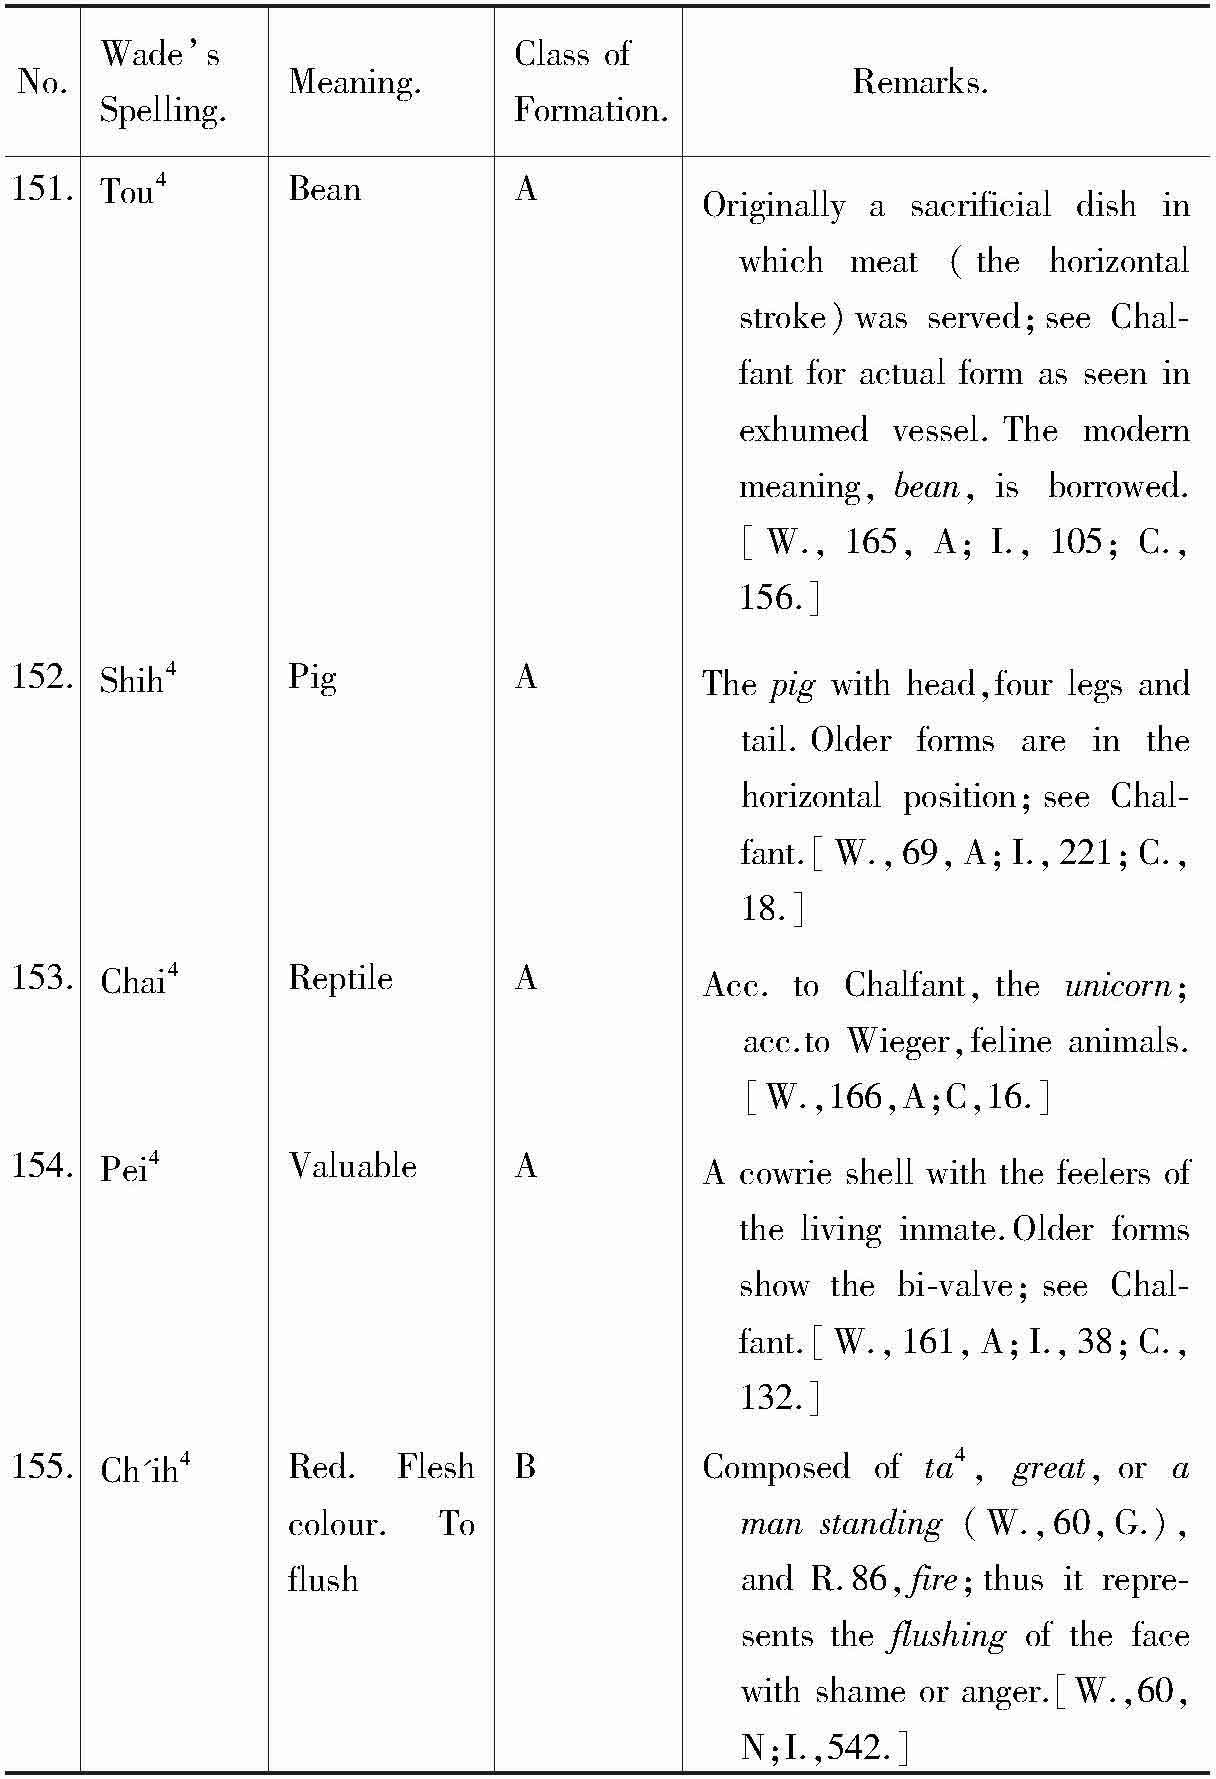 No. Wade's Spelling. Meaning. Class of Formation. Remarks.
151. Tou⁴ Bean A Originally a sacrificial dish in
which meat ( the horizontal
stroke) was served; see Chal-
fant for actual form as seen in
exhumed vessel. The modern
meaning, bean, is borrowed.
[ W., 165, A; I., 105; C.,
156.]
152. Shih⁴ Pig A The pig with head,four legs and
tail. Older forms are in the
horizontal position; see Chal-
fant.[ W.,69,A;I.,221;C.,
18.]
153. Chai⁴ Reptile A Acc. to Chalfant, the unicorn;
acc.to Wieger,feline animals.
[ W.,166,A;C,16.]
154. Pei⁴ Valuable A A cowrie shell with the feelers of
the living inmate.Older forms
show the bi-valve; see Chal-
fant.[ W.,161,A;I.,38;C.,
132.]
155. Ch´ih⁴ Red. Flesh B Composed of ta⁴, great, or a
colour. To man standing (W.,60,G.),
flush and R.86,fire;thus it repre-
sents the flushing of the face
with shame or anger.[ W.,60,
N;I.,542.]